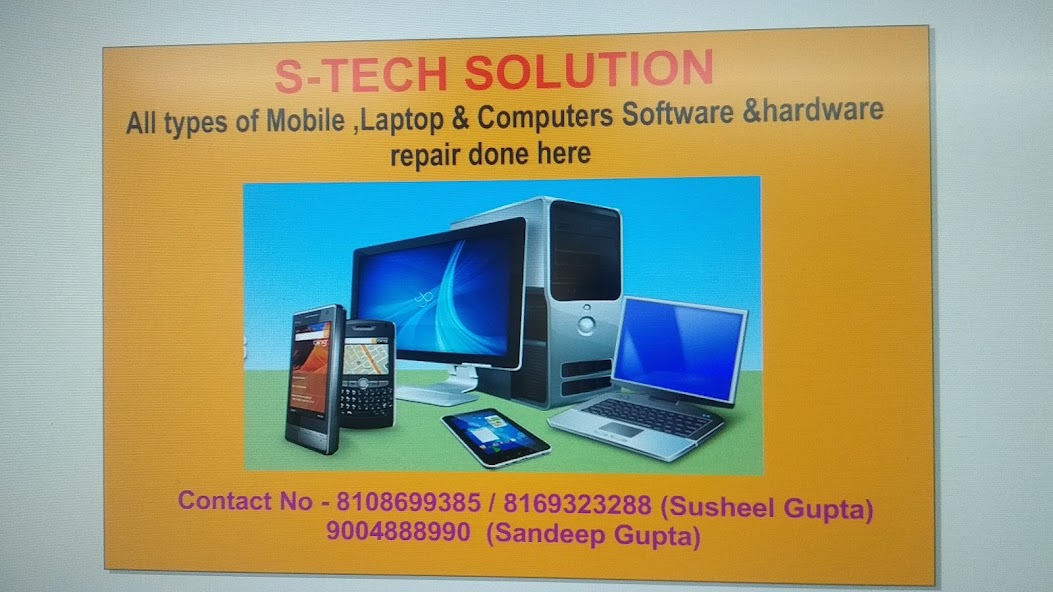 S-TECH SOLUTION
All types of Mobile ,Laptop & Computers Software &hardware
repair done here
Contact No - 8108699385 / 8169323288 (Susheel Gupta)
9004888990 (Sandeep Gupta)